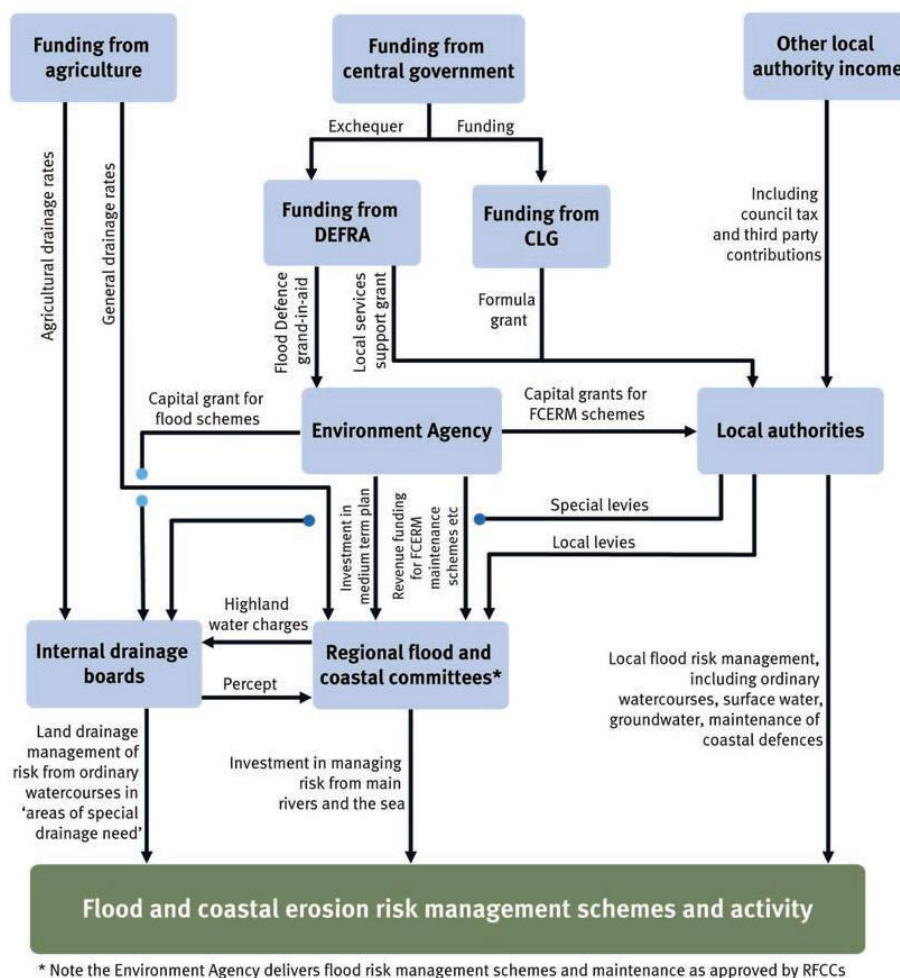 Funding from
agriculture
Funding from
central government
Other local
authority income
Exchequer
Funding
Agricultural drainage rates
General drainage rates
Including
council tax
and third party
contributions
Funding from
DEFRA
Funding from
CLG
Flood Defence
grand-in-aid
Local services
support grant
Formula
grant
Capital grant for
flood schemes
Environment Agency
Capital grants for
FCERM schemes
Local authorities
Investment in
medium term plan
Revenue funding
for FCERM
maintenance
schemes etc
Special levies
Local levies
Highland
water charges
Internal drainage
boards
Regional flood and
coastal committees*
Percept
Local flood risk management,
including ordinary
watercourses, surface water,
groundwater, maintenance of
coastal defences
Land drainage
management of
risk from ordinary
watercourses in
‘areas of special
drainage need’
Investment in managing
risk from main
rivers and the sea
Flood and coastal erosion risk management schemes and activity
* Note the Environment Agency delivers flood risk management schemes and maintenance as approved by RFCCs